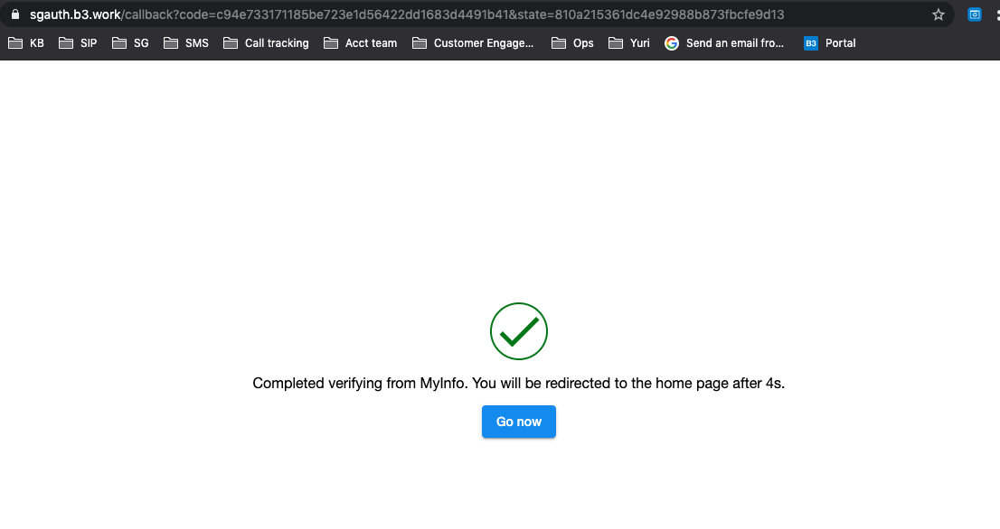 sgauth.b3.work/callback?code=c94e733171185be723e1d56422dd1683d4491b41&state=810a215361dc4e92988b873fbcfe9d13
KB SIP SG SMS Call tracking Acct team Customer Engage... Ops Yuri Send an email fro... B3 Portal
Completed verifying from MyInfo. You will be redirected to the home page after 4s.
Go now